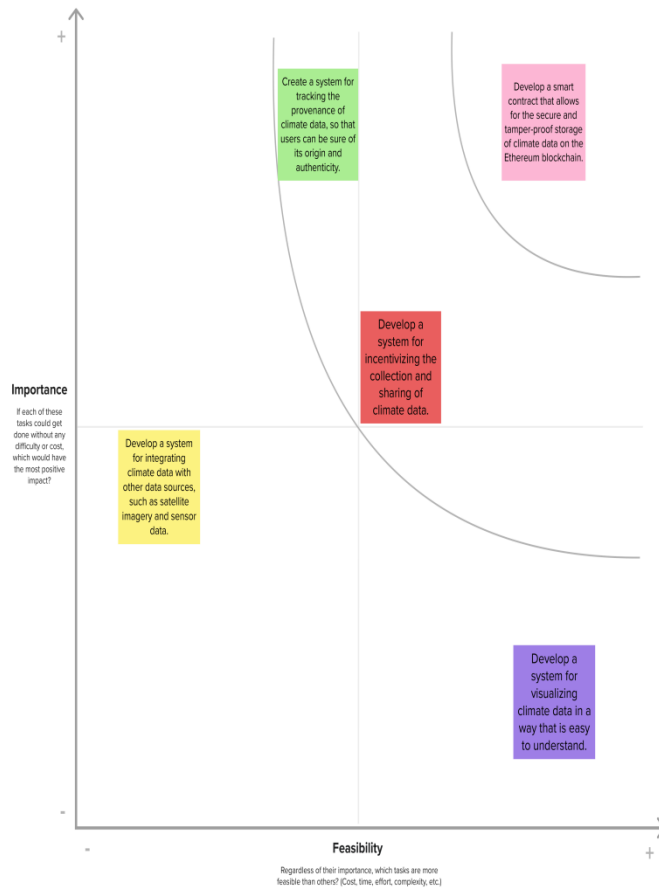 +
Create a system for
tracking the
provenance of
climate data, so that
users can be sure of
its origin and
authenticity.
Develop a smart
contract that allows
for the secure and
tamper-proof storage
of climate data on the
Ethereum blockchain.
Develop a
system for
incentivizing the
collection and
sharing of
climate data.
Importance
If each of these
tasks could get
done without any
difficulty or cost,
which would have
the most positive
impact?
Develop a system
for integrating
climate data with
other data sources,
such as satellite
imagery and sensor
data.
Develop a
system for
visualizing
climate data in a
way that is easy
to understand.
-
-
Feasibility
+
Regardless of their importance, which tasks are more
feasible than others? (Cost, time, effort, complexity, etc.)